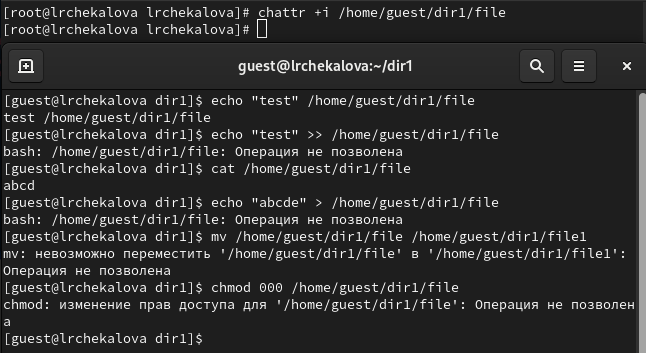 [root@lrchekalova lrchekalova]# chattr +i /home/guest/dir1/file
[root@lrchekalova lrchekalova]#
guest@lrchekalova:~/dir1
[guest@lrchekalova dir1]$ echo "test" /home/guest/dir1/file
test /home/guest/dir1/file
[guest@lrchekalova dir1]$ echo "test" >> /home/guest/dir1/file
bash: /home/guest/dir1/file: Операция не позволена
[guest@lrchekalova dir1]$ cat /home/guest/dir1/file
abcd
[guest@lrchekalova dir1]$ echo "abcde" > /home/guest/dir1/file
bash: /home/guest/dir1/file: Операция не позволена
[guest@lrchekalova dir1]$ mv /home/guest/dir1/file /home/guest/dir1/file1
mv: невозможно переместить '/home/guest/dir1/file' в '/home/guest/dir1/file1':
Операция не позволена
[guest@lrchekalova dir1]$ chmod 000 /home/guest/dir1/file
chmod: изменение прав доступа для '/home/guest/dir1/file': Операция не позволен
а
[guest@lrchekalova dir1]$